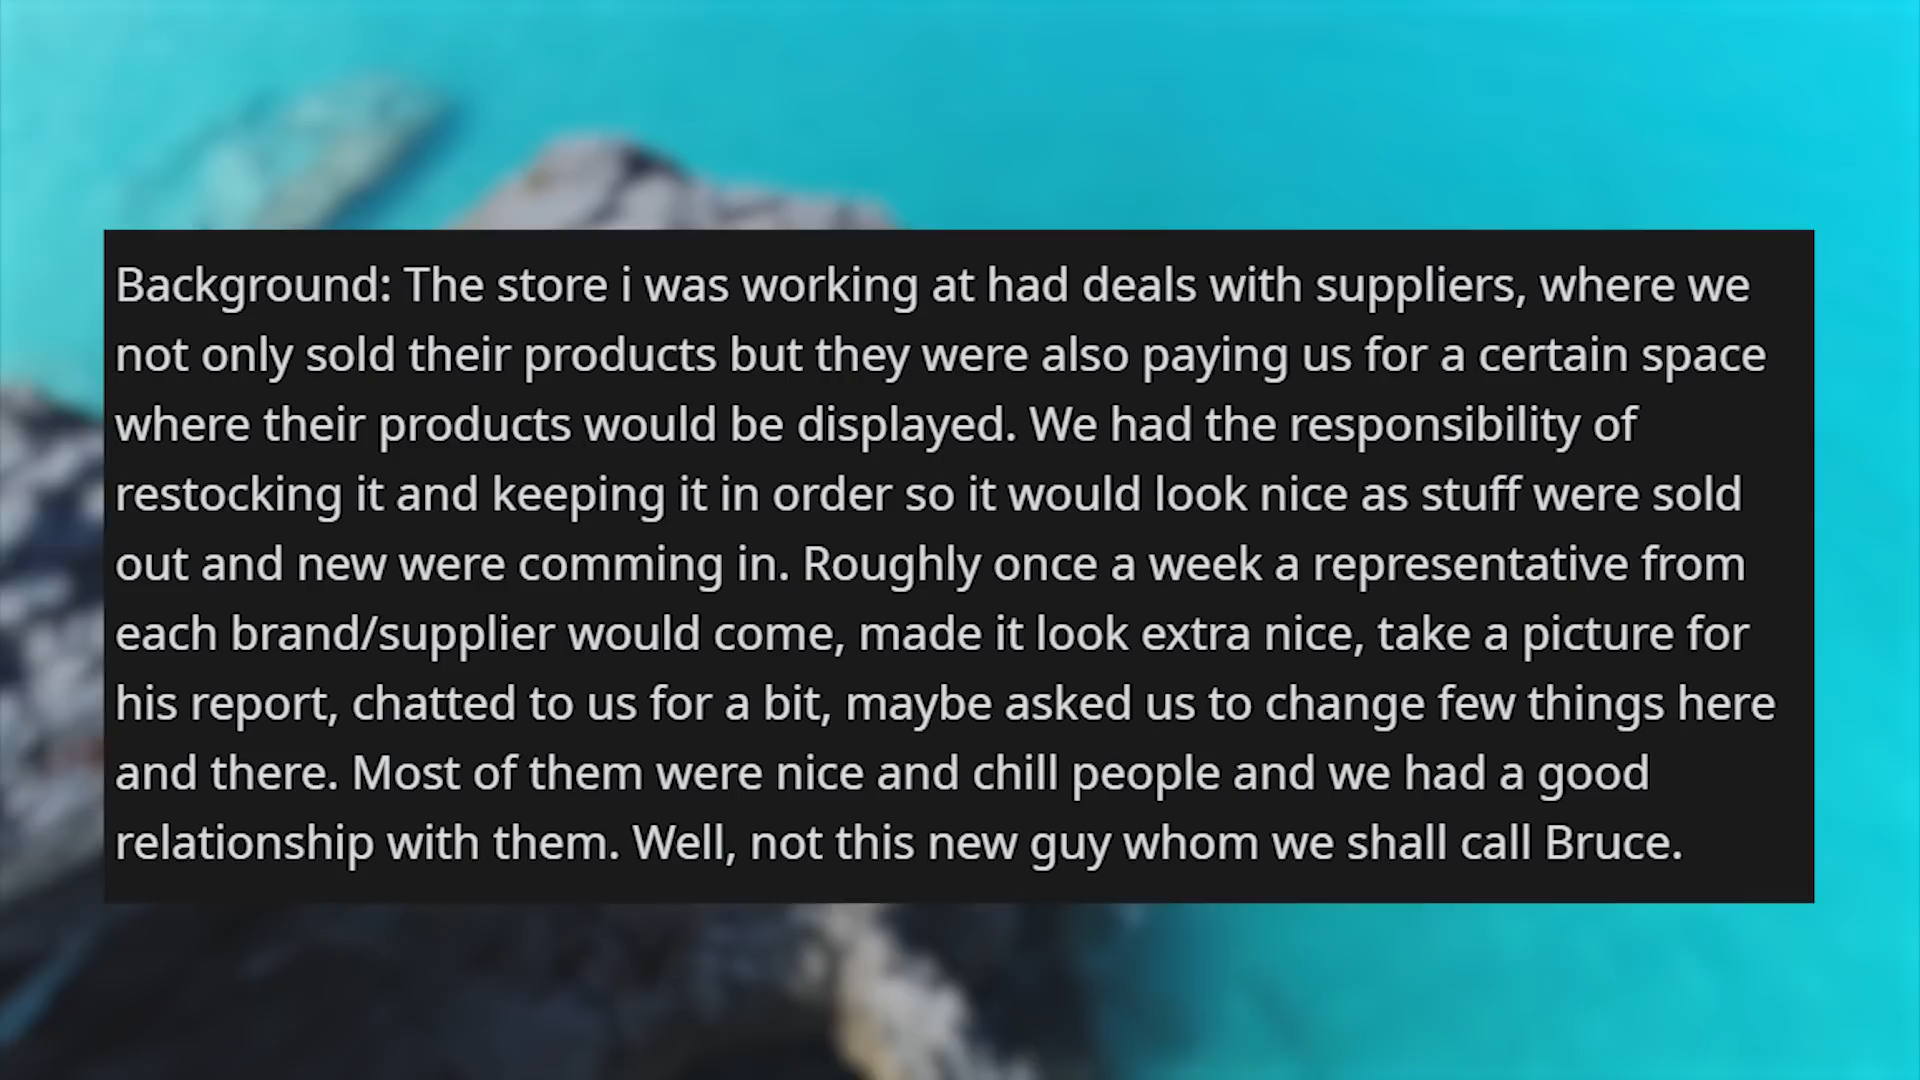 Background: The store i was working at had deals with suppliers, where we
not only sold their products but they were also paying us for a certain space
where their products would be displayed. We had the responsibility of
restocking it and keeping it in order so it would look nice as stuff were sold
out and new were comming in. Roughly once a week a representative from
each brand/supplier would come, made it look extra nice, take a picture for
his report, chatted to us for a bit, maybe asked us to change few things here
and there. Most of them were nice and chill people and we had a good
relationship with them. Well, not this new guy whom we shall call Bruce.